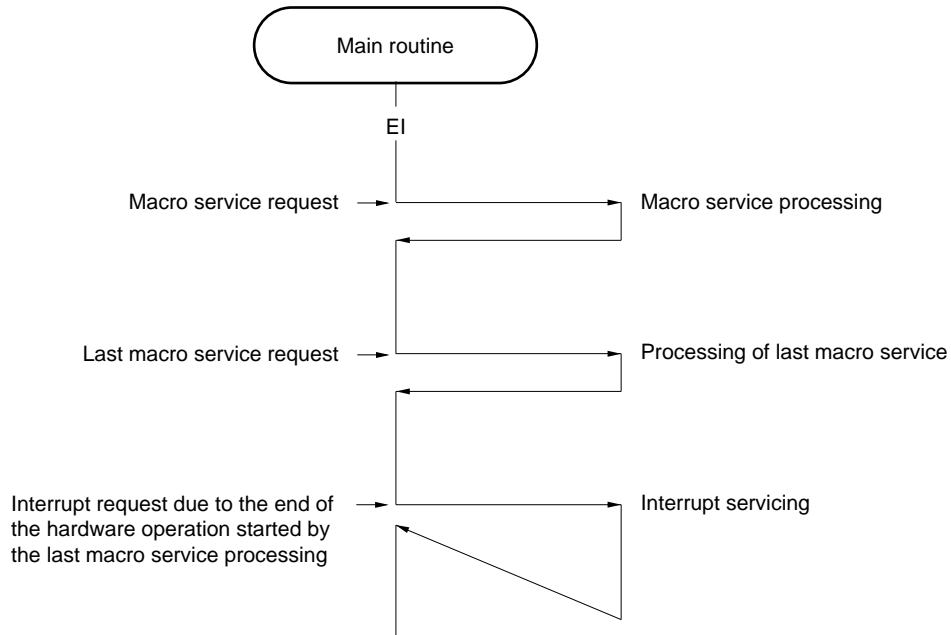 Main routine
EI
Macro service request
Macro service processing
Last macro service request
Processing of last macro service
Interrupt request due to the end of
the hardware operation started by
the last macro service processing
Interrupt servicing